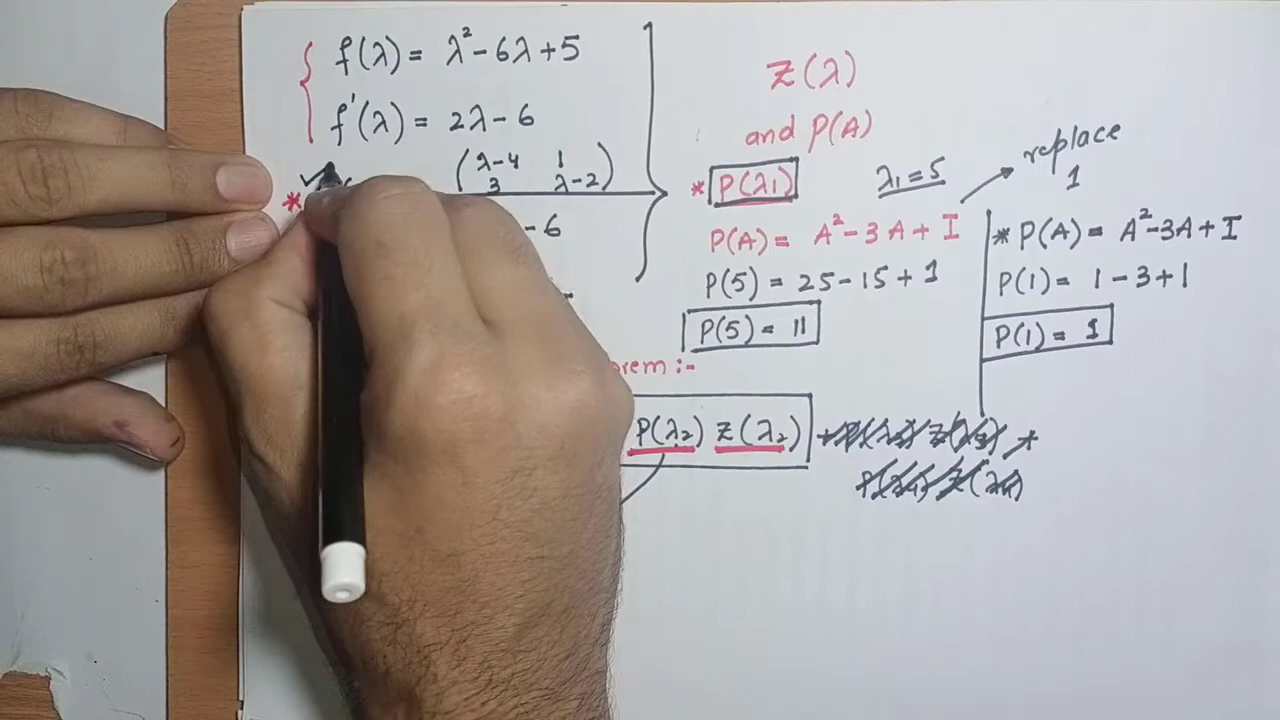 f(λ) = λ² - 6λ + 5
f'(λ) = 2λ - 6
*
(λ-4 1
3 λ-2)
- 6
Z(λ)
and P(A)
* P(λ₁) λ₁ = 5
P(A) = A² - 3A + I
P(5) = 25 - 15 + 1
P(5) = 11
replace
1
* P(A) = A² - 3A + I
P(1) = 1 - 3 + 1
P(1) = 1
orem :-
P(λ₂) Z(λ₂)